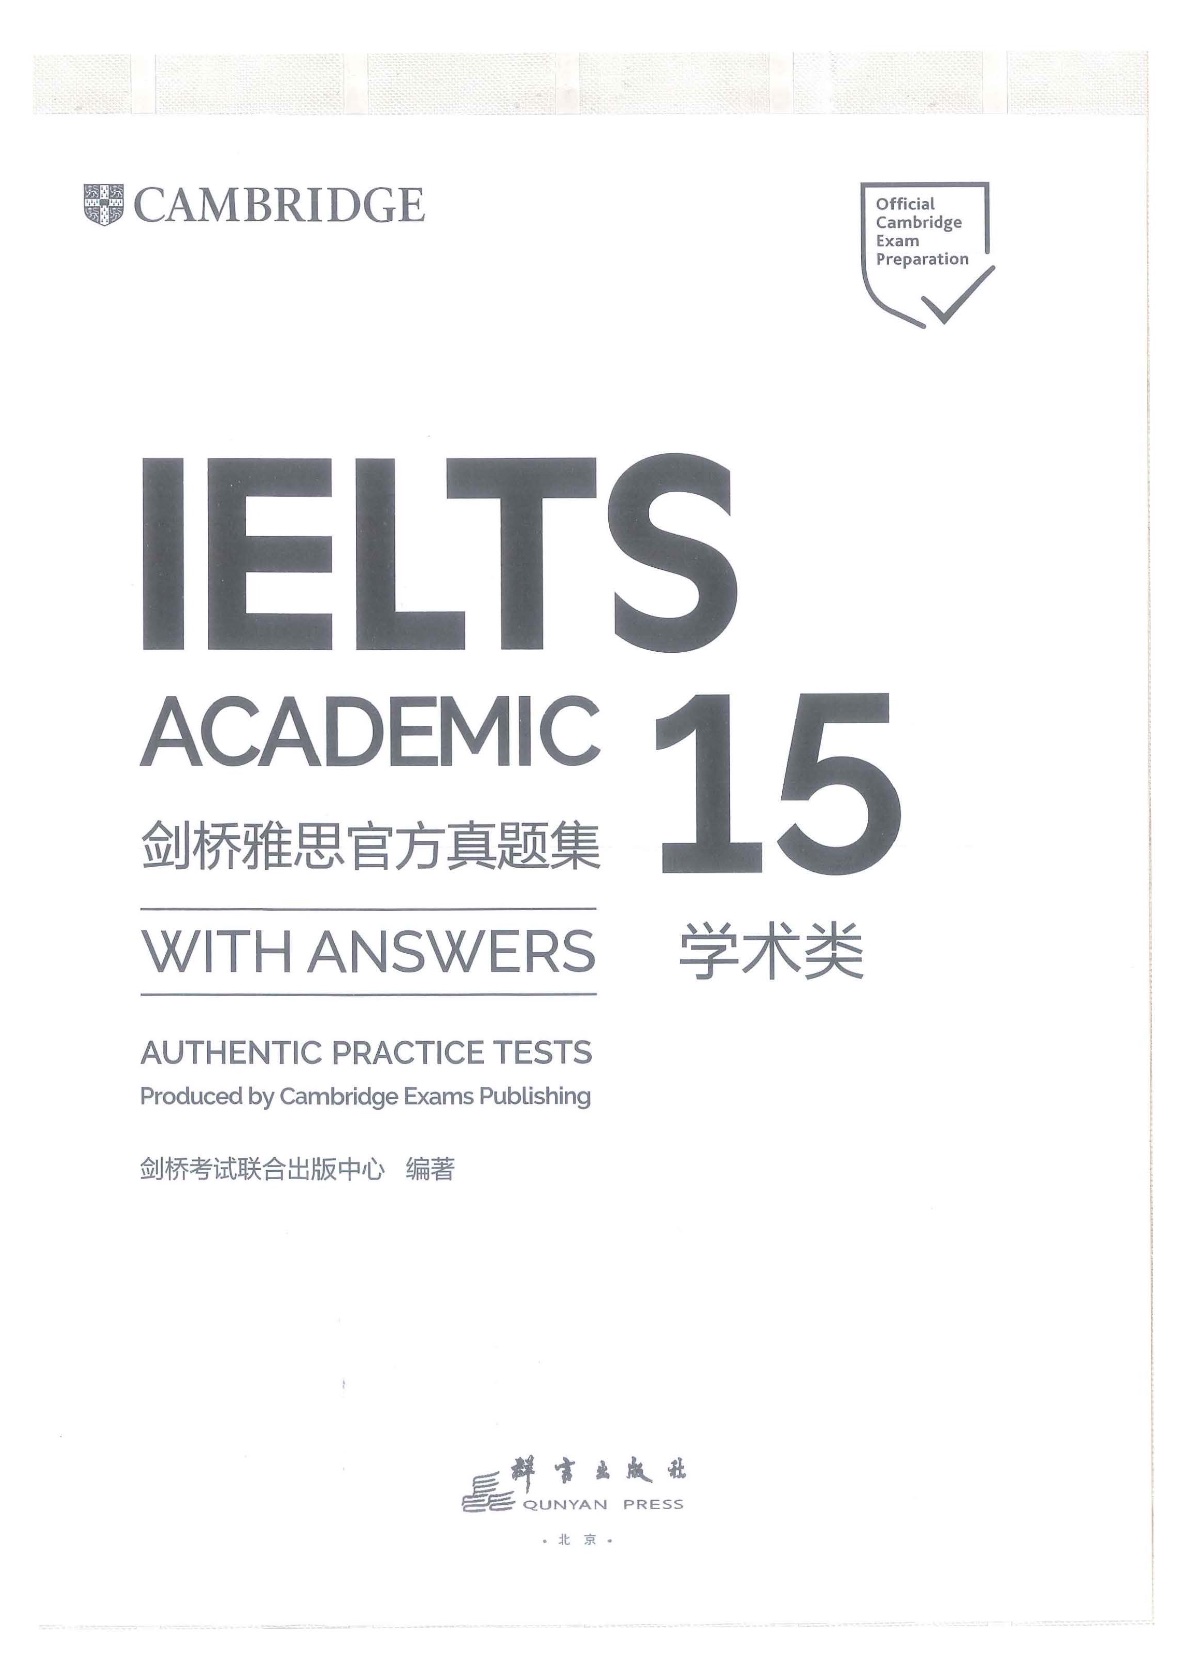 CAMBRIDGE
Official
Cambridge
Exam
Preparation
IELTS
ACADEMIC 15
剑桥雅思官方真题集
WITH ANSWERS 学术类
AUTHENTIC PRACTICE TESTS
Produced by Cambridge Exams Publishing
剑桥考试联合出版中心 编著
群言出版社
QUNYAN PRESS
· 北 京 ·